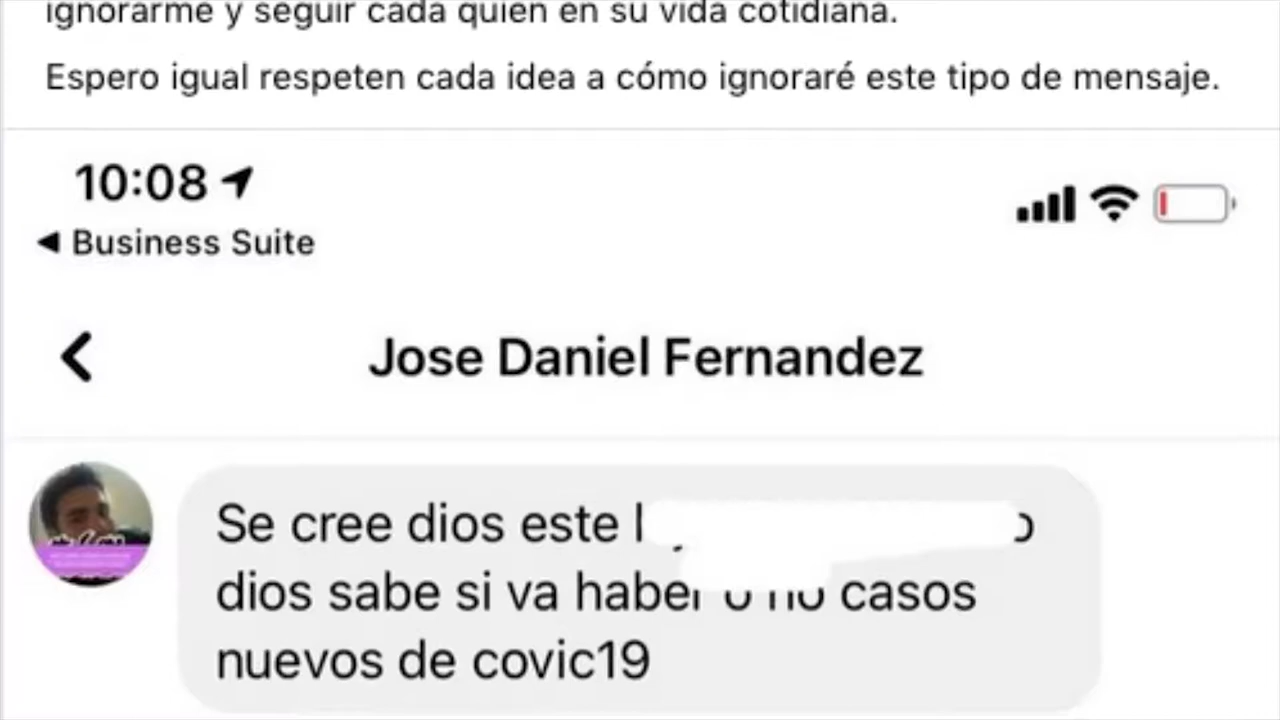 ignorarme y seguir cada quien en su vida cotidiana.
Espero igual respeten cada idea a cómo ignoraré este tipo de mensaje.
10:08
Business Suite
Jose Daniel Fernandez
Se cree dios este
dios sabe si va haber o no casos
nuevos de covic19